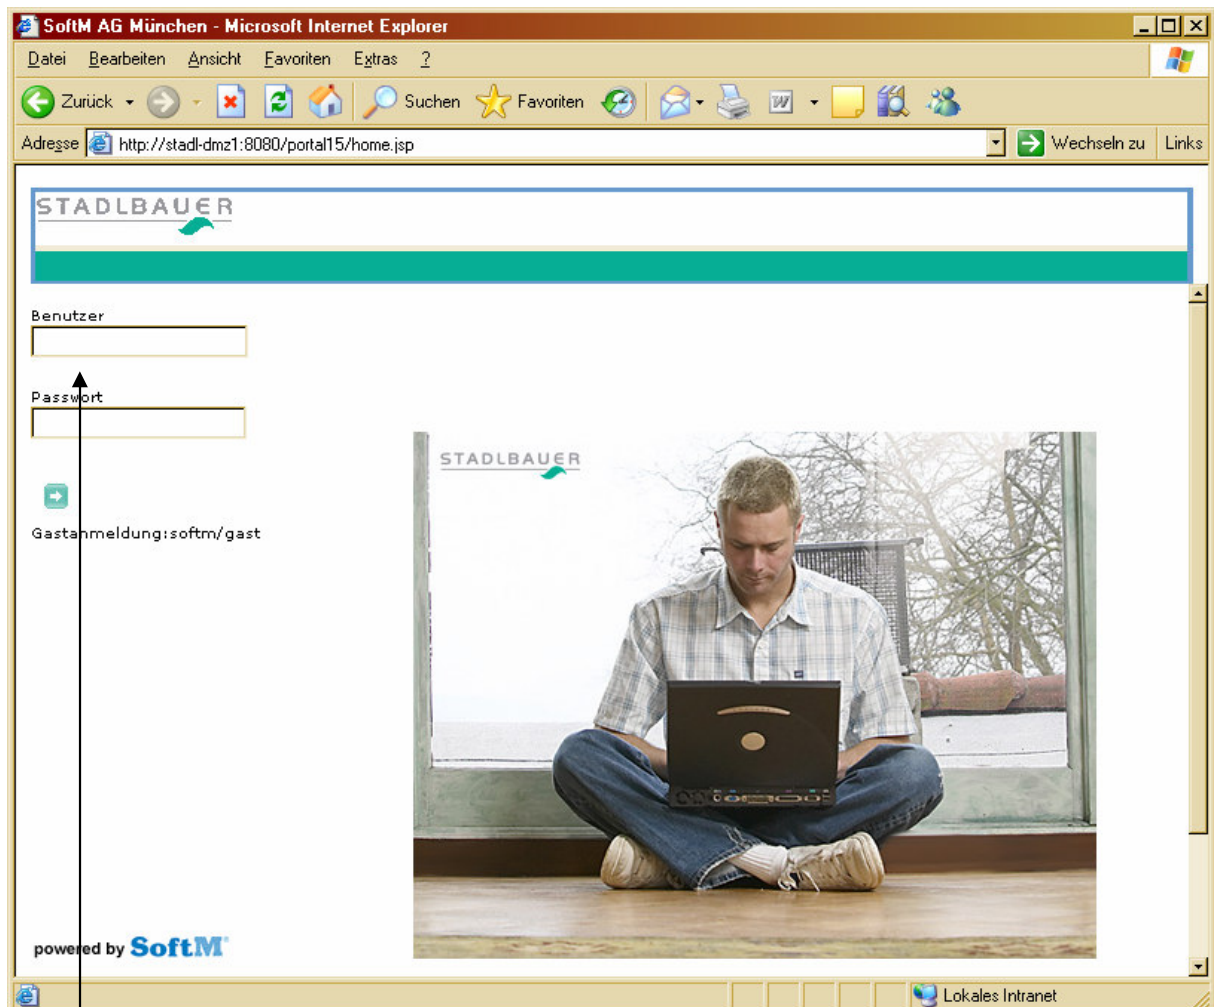 SoftM AG München - Microsoft Internet Explorer
Datei Bearbeiten Ansicht Favoriten Extras ?
Zurück Suchen Favoriten
Adresse http://stadl-dmz1:8080/portal15/home.jsp Wechseln zu Links
STADLBAUER
Benutzer
Passwort
STADLBAUER
Gastanmeldung:softm/gast
powered by SoftM
Lokales Intranet